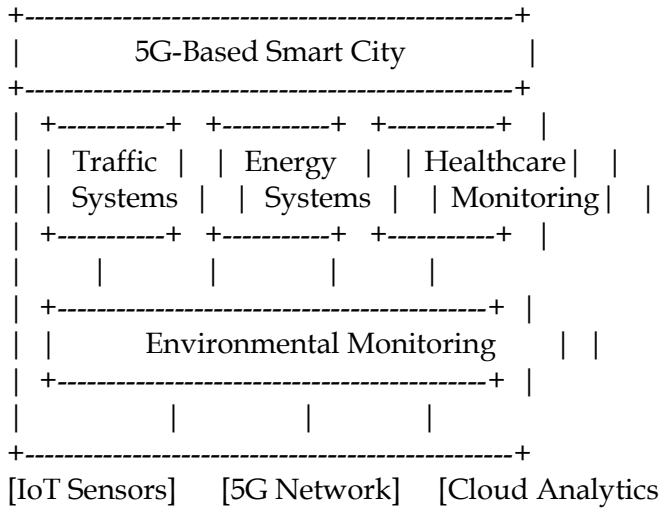 +--------------------------------------------------+
| 5G-Based Smart City |
+--------------------------------------------------+
| +-----------+ +-----------+ +-----------+ |
| | Traffic | | Energy | | Healthcare| |
| | Systems | | Systems | | Monitoring| |
| +-----------+ +-----------+ +-----------+ |
| | | | |
| +--------------------------------------------+ |
| | Environmental Monitoring | |
| +--------------------------------------------+ |
| | | |
+--------------------------------------------------+
[IoT Sensors] [5G Network] [Cloud Analytics